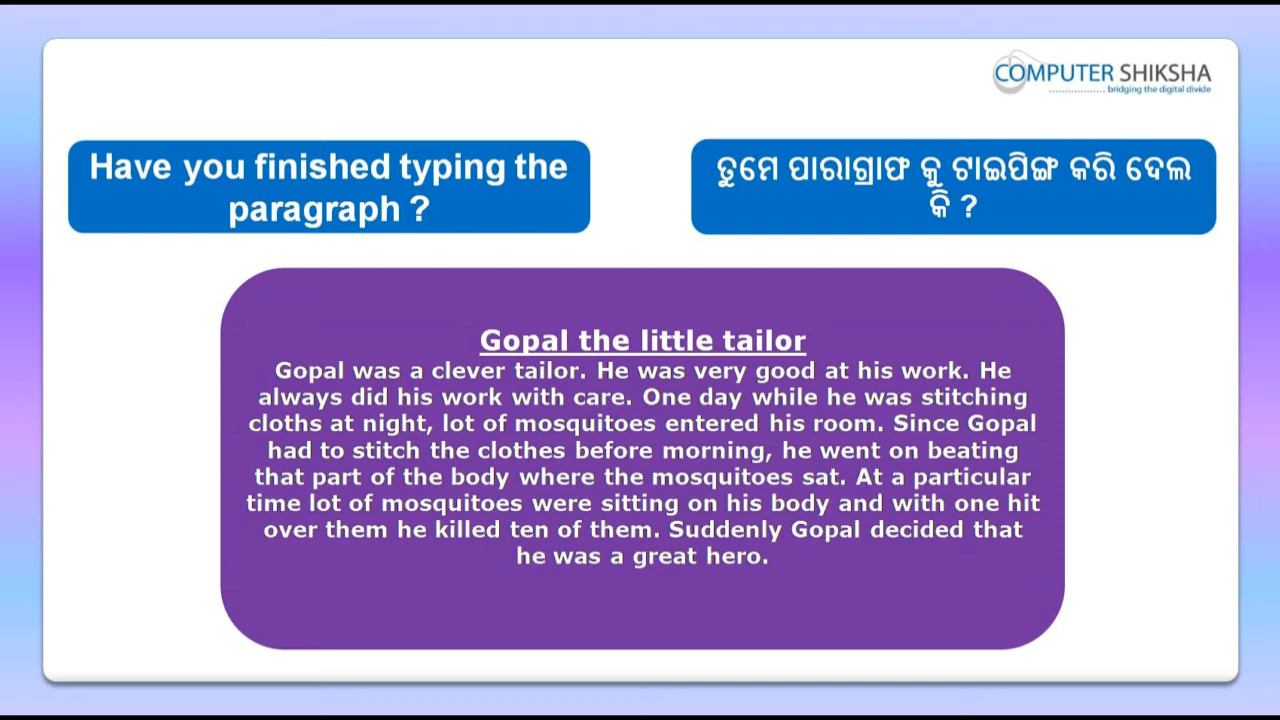 COMPUTER SHIKSHA
bridging the digital divide
Have you finished typing the
paragraph ?
ତୁମେ ପାରାଗ୍ରାଫ କୁ ଟାଇପିଙ୍ଗ କରି ଦେଲ
କି ?
Gopal the little tailor
Gopal was a clever tailor. He was very good at his work. He
always did his work with care. One day while he was stitching
cloths at night, lot of mosquitoes entered his room. Since Gopal
had to stitch the clothes before morning, he went on beating
that part of the body where the mosquitoes sat. At a particular
time lot of mosquitoes were sitting on his body and with one hit
over them he killed ten of them. Suddenly Gopal decided that
he was a great hero.